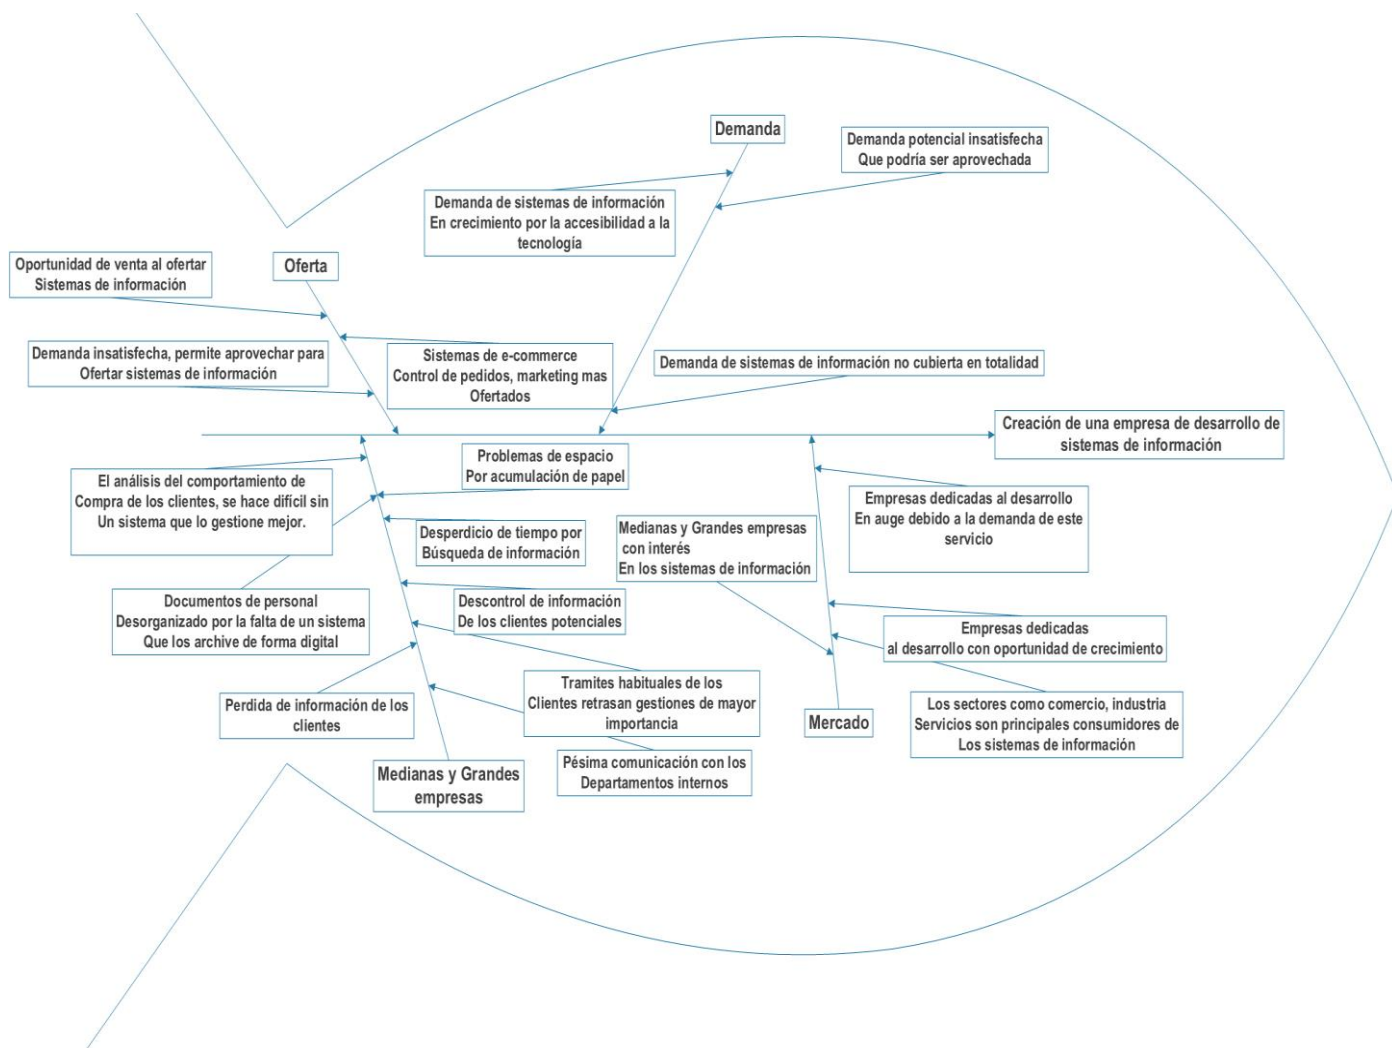 Demanda
Demanda potencial insatisfecha
Que podría ser aprovechada
Demanda de sistemas de información
En crecimiento por la accesibilidad a la
tecnología
Oferta
Oportunidad de venta al ofertar
Sistemas de información
Demanda insatisfecha, permite aprovechar para
Ofertar sistemas de información
Sistemas de e-commerce
Control de pedidos, marketing mas
Ofertados
Demanda de sistemas de información no cubierta en totalidad
Creación de una empresa de desarrollo de
sistemas de información
El análisis del comportamiento de
Compra de los clientes, se hace difícil sin
Un sistema que lo gestione mejor.
Problemas de espacio
Por acumulación de papel
Desperdicio de tiempo por
Búsqueda de información
Medianas y Grandes empresas
con interés
En los sistemas de información
Empresas dedicadas al desarrollo
En auge debido a la demanda de este
servicio
Documentos de personal
Desorganizado por la falta de un sistema
Que los archive de forma digital
Descontrol de información
De los clientes potenciales
Empresas dedicadas
al desarrollo con oportunidad de crecimiento
Perdida de información de los
clientes
Tramites habituales de los
Clientes retrasan gestiones de mayor
importancia
Mercado
Los sectores como comercio, industria
Servicios son principales consumidores de
Los sistemas de información
Medianas y Grandes
empresas
Pésima comunicación con los
Departamentos internos